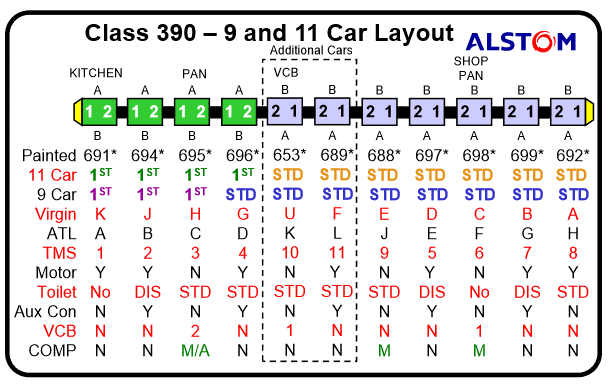 Class 390 – 9 and 11 Car Layout ALSTOM
Additional Cars
KITCHEN PAN VCB SHOP PAN
A A A A B B B B B B B
1 2 1 2 1 2 1 2 2 1 2 1 2 1 2 1 2 1 2 1 2 1
B B B B A A A A A A A
Painted 691* 694* 695* 696* 653* 689* 688* 697* 698* 699* 692*
11 Car 1ST 1ST 1ST 1ST STD STD STD STD STD STD STD
9 Car 1ST 1ST 1ST STD STD STD STD STD STD STD STD
Virgin K J H G U F E D C B A
ATL A B C D K L J E F G H
TMS 1 2 3 4 10 11 9 5 6 7 8
Motor Y Y N Y N Y N Y N Y Y
Toilet No DIS STD STD STD STD STD DIS No DIS STD
Aux Con N Y N Y N Y N Y N Y N
VCB N N 2 N 1 N N N 1 N N
COMP N N M/A N N N M N M N N